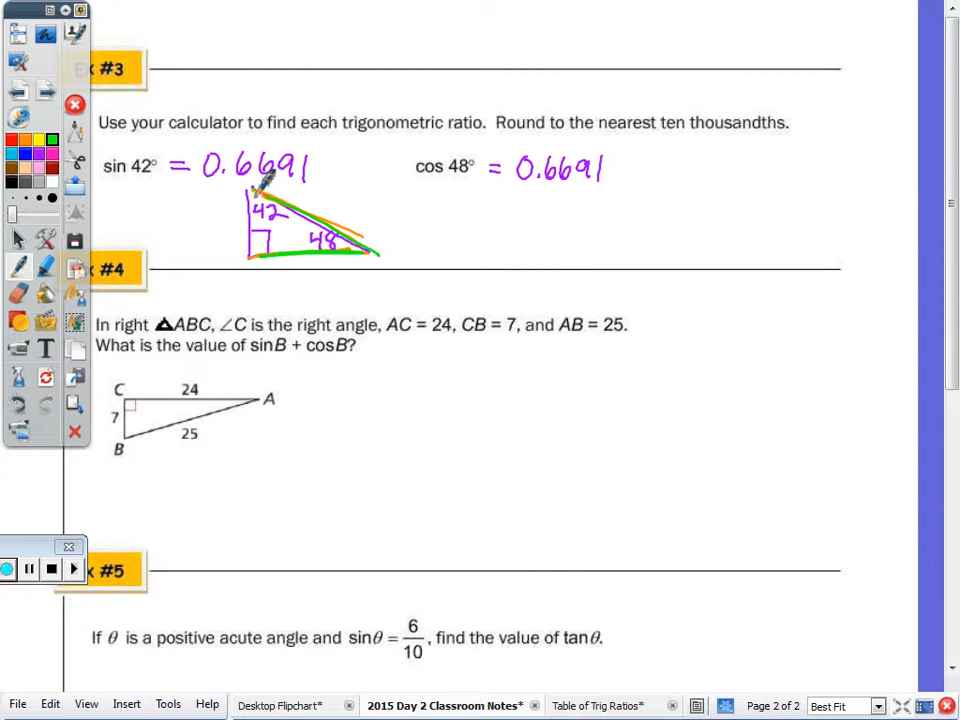 Ex #3
Use your calculator to find each trigonometric ratio. Round to the nearest ten thousandths.
sin 42° = 0.6691
cos 48° = 0.6691
42
48
x #4
In right ABC, ∠C is the right angle, AC = 24, CB = 7, and AB = 25.
What is the value of sinB + cosB?
C 24 A
7
25
B
x #5
If θ is a positive acute angle and sinθ = 6/10, find the value of tanθ.
File Edit View Insert Tools Help Desktop Flipchart* 2015 Day 2 Classroom Notes* Table of Trig Ratios* Page 2 of 2 Best Fit